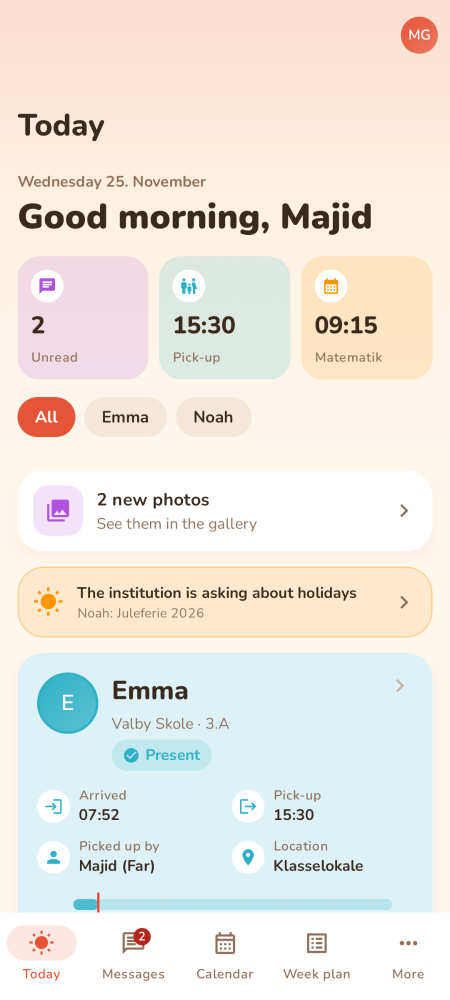 MG
Today
Wednesday 25. November
Good morning, Majid
2
Unread
15:30
Pick-up
09:15
Matematik
All
Emma
Noah
2 new photos
See them in the gallery
The institution is asking about holidays
Noah: Juleferie 2026
E
Emma
Valby Skole · 3.A
Present
Arrived
07:52
Pick-up
15:30
Picked up by
Majid (Far)
Location
Klasselokale
2
Today
Messages
Calendar
Week plan
More